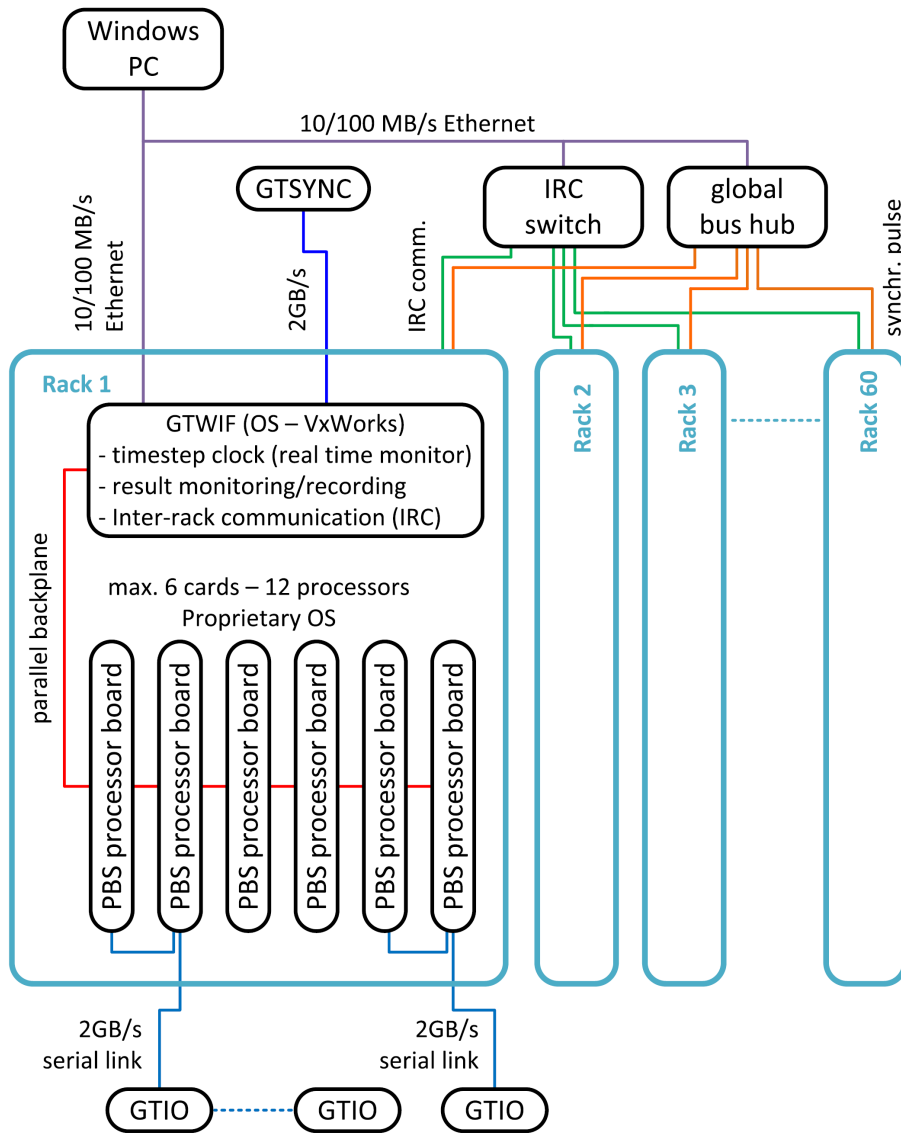 Windows
PC
10/100 MB/s Ethernet
GTSYNC
IRC
switch
global
bus hub
10/100 MB/s
Ethernet
2GB/s
IRC comm.
synchr. pulse
Rack 1
Rack 2
Rack 3
Rack 60
GTWIF (OS – VxWorks)
- timestep clock (real time monitor)
- result monitoring/recording
- Inter-rack communication (IRC)
parallel backplane
max. 6 cards – 12 processors
Proprietary OS
PBS processor board
PBS processor board
PBS processor board
PBS processor board
PBS processor board
PBS processor board
2GB/s
serial link
2GB/s
serial link
GTIO
GTIO
GTIO